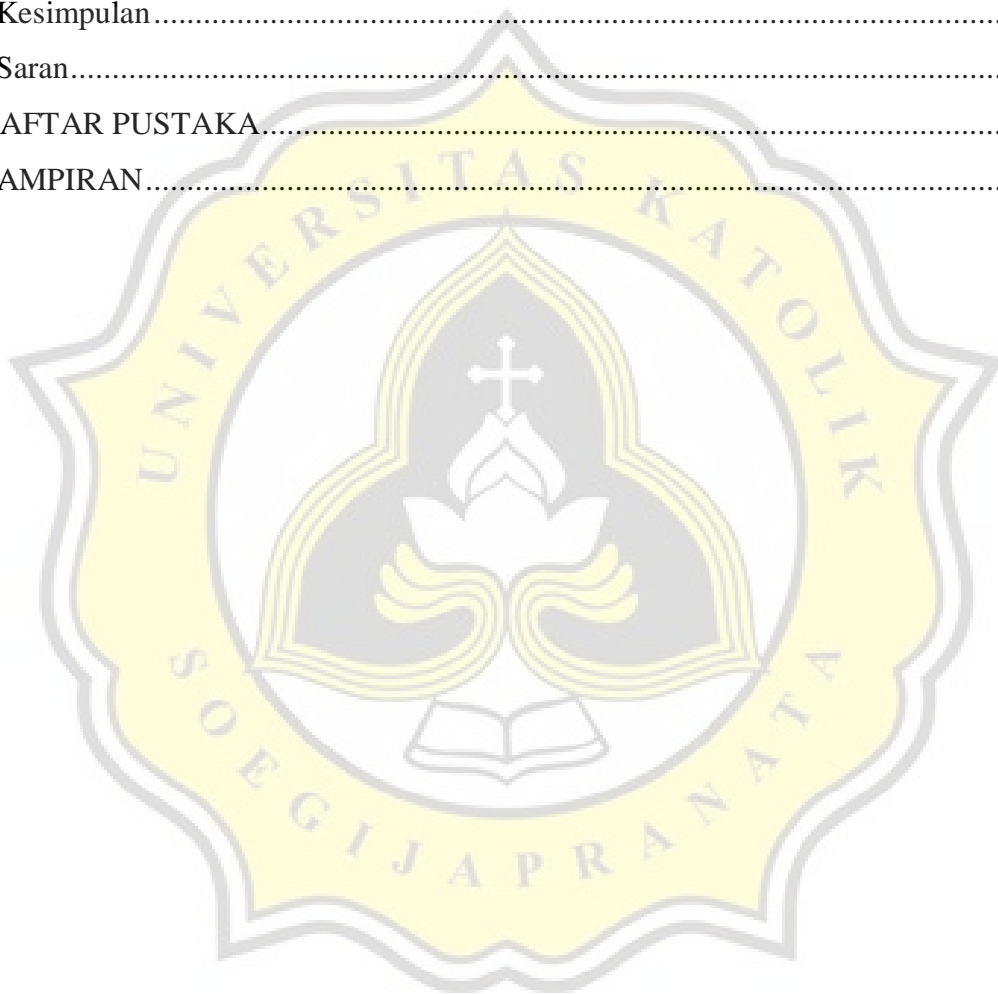 Kesimpulan
Saran
AFTAR PUSTAKA
AMPIRAN
UNIVERSITAS KATOLIK
SOEGIJAPRANATA